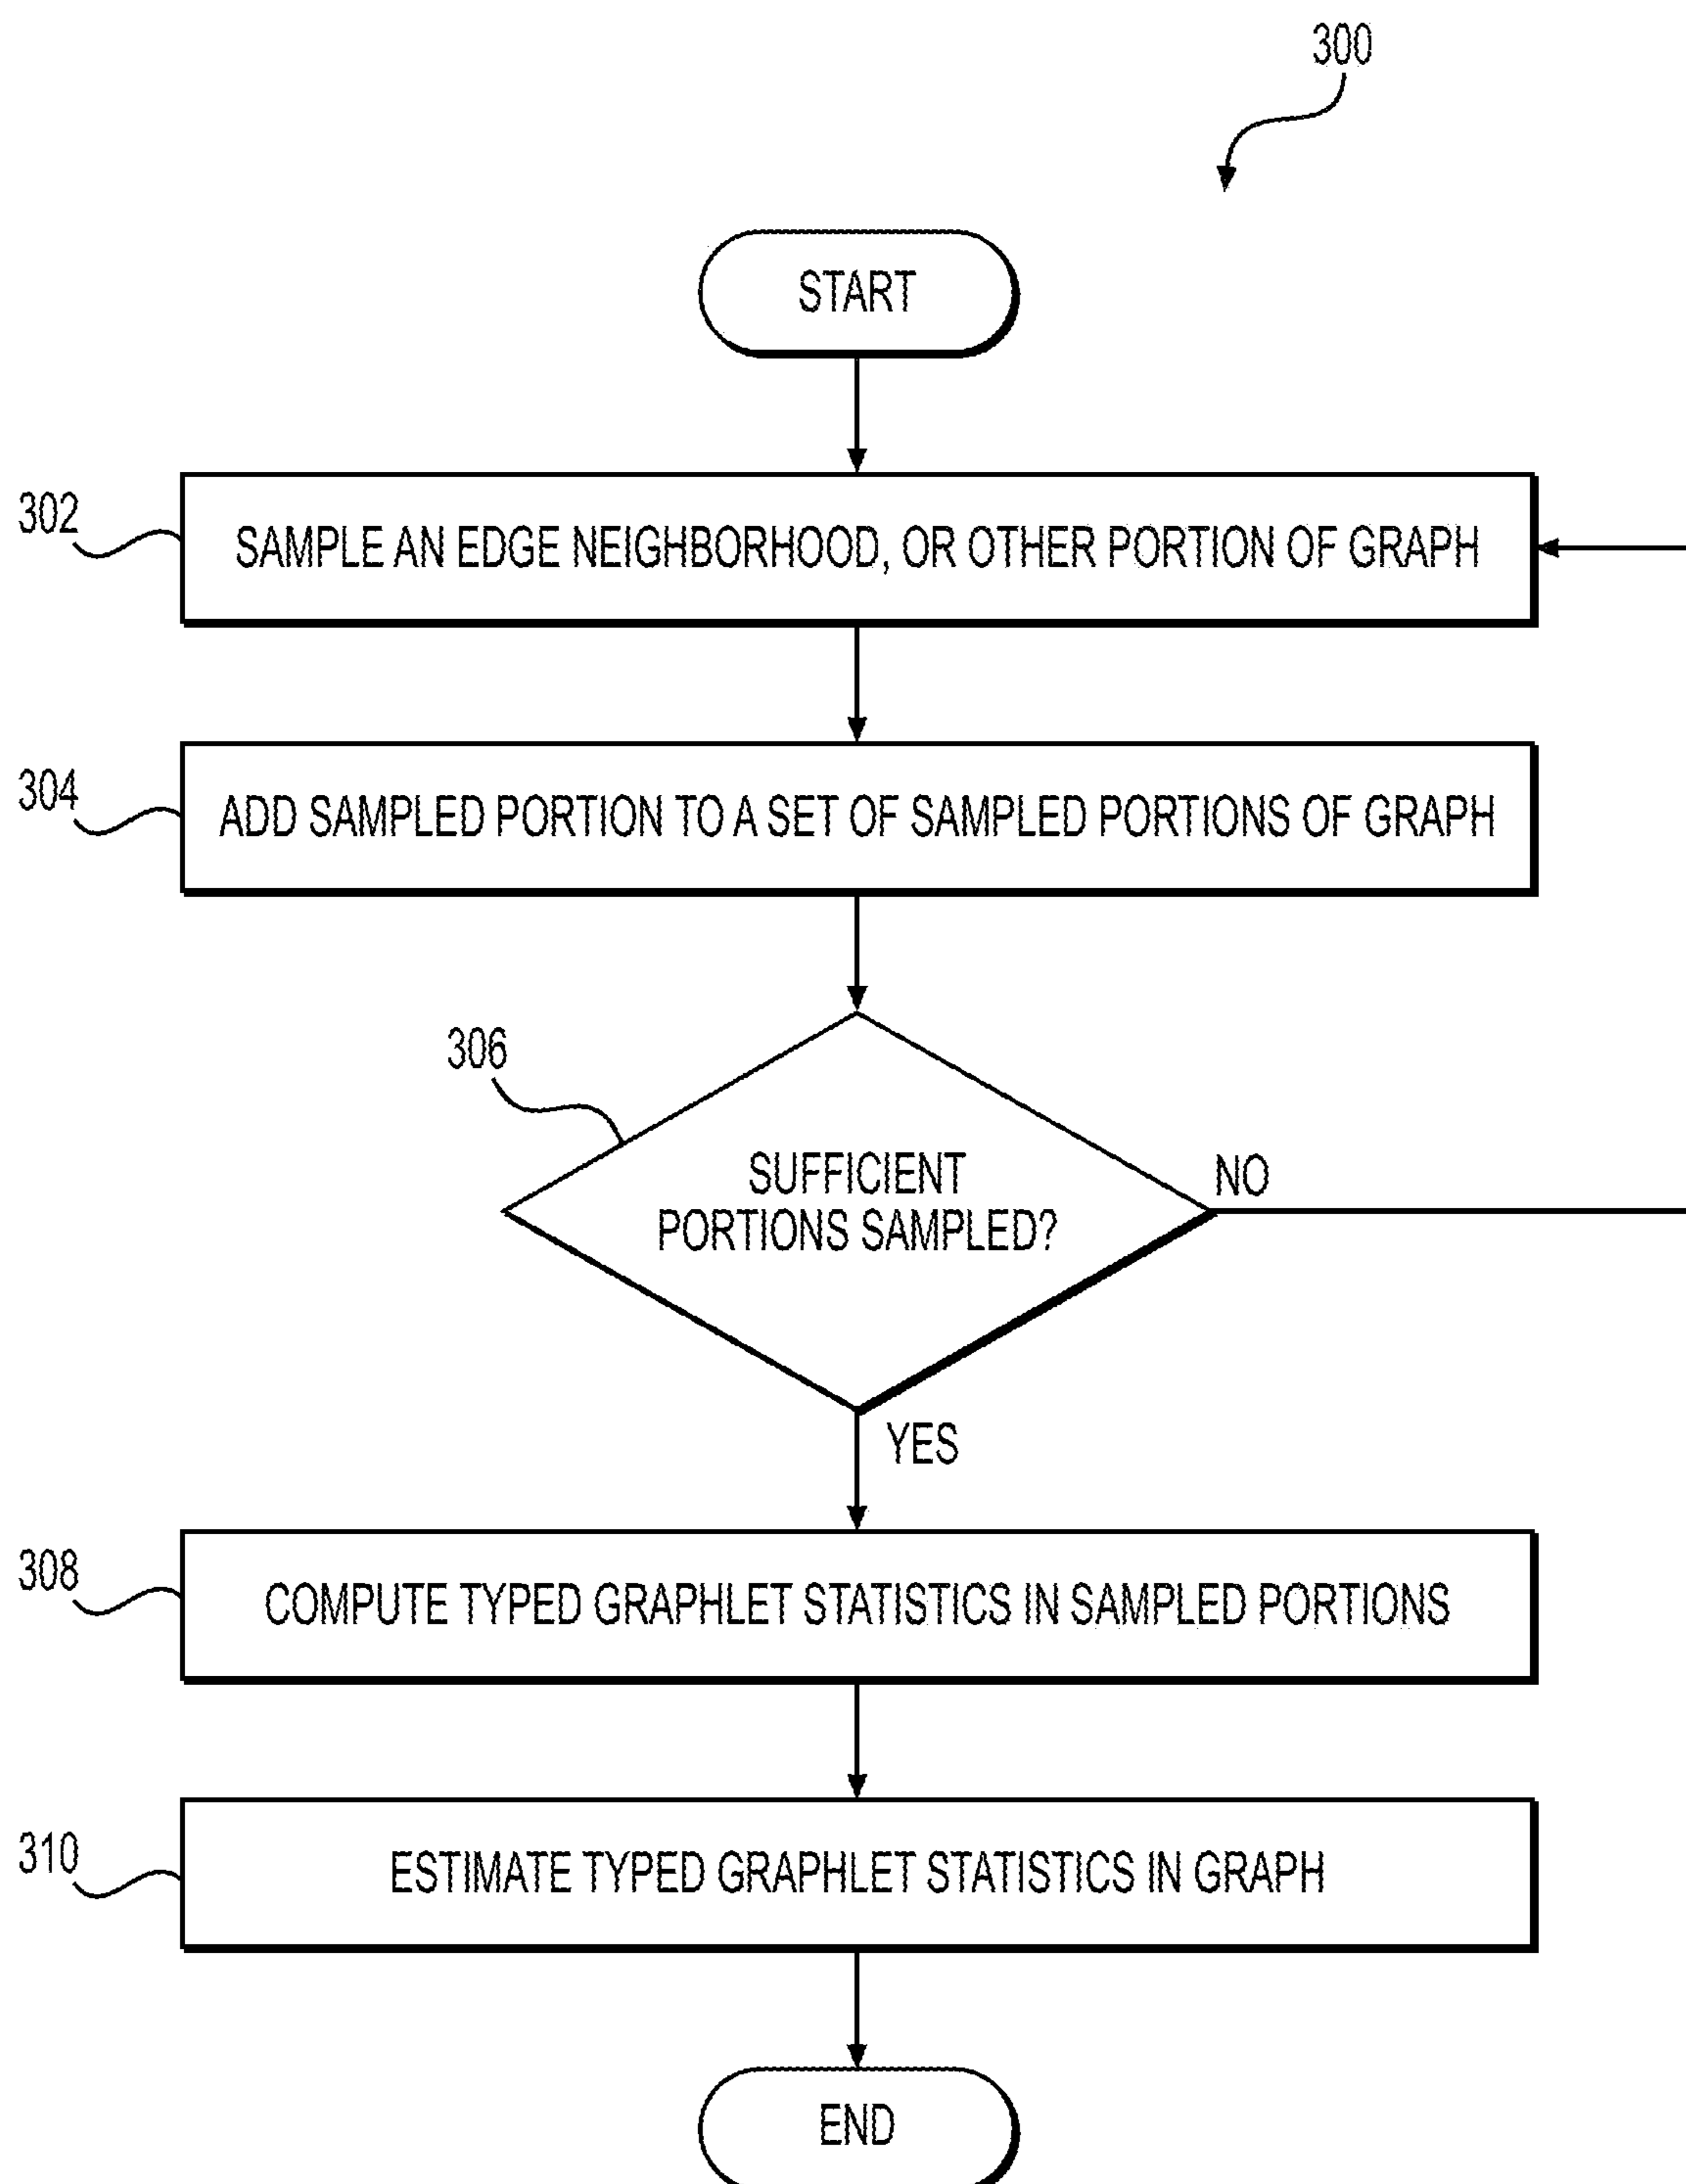 300
START
302
SAMPLE AN EDGE NEIGHBORHOOD, OR OTHER PORTION OF GRAPH
304
ADD SAMPLED PORTION TO A SET OF SAMPLED PORTIONS OF GRAPH
306
SUFFICIENT
PORTIONS SAMPLED?
NO
YES
308
COMPUTE TYPED GRAPHLET STATISTICS IN SAMPLED PORTIONS
310
ESTIMATE TYPED GRAPHLET STATISTICS IN GRAPH
END